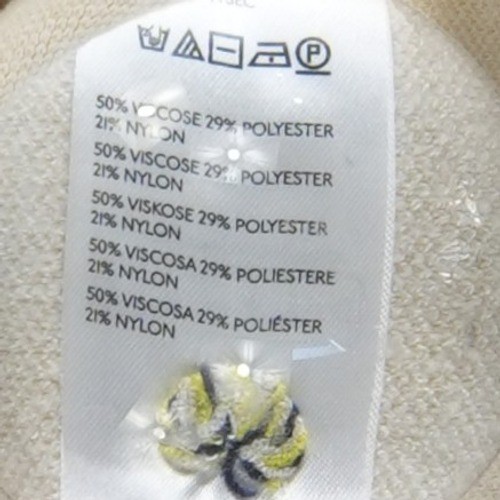 P
50% VISCOSE 29% POLYESTER
21% NYLON
50% VISCOSE 29% POLYESTER
21% NYLON
50% VISKOSE 29% POLYESTER
21% NYLON
50% VISCOSA 29% POLIESTERE
21% NYLON
50% VISCOSA 29% POLIÉSTER
21% NYLON